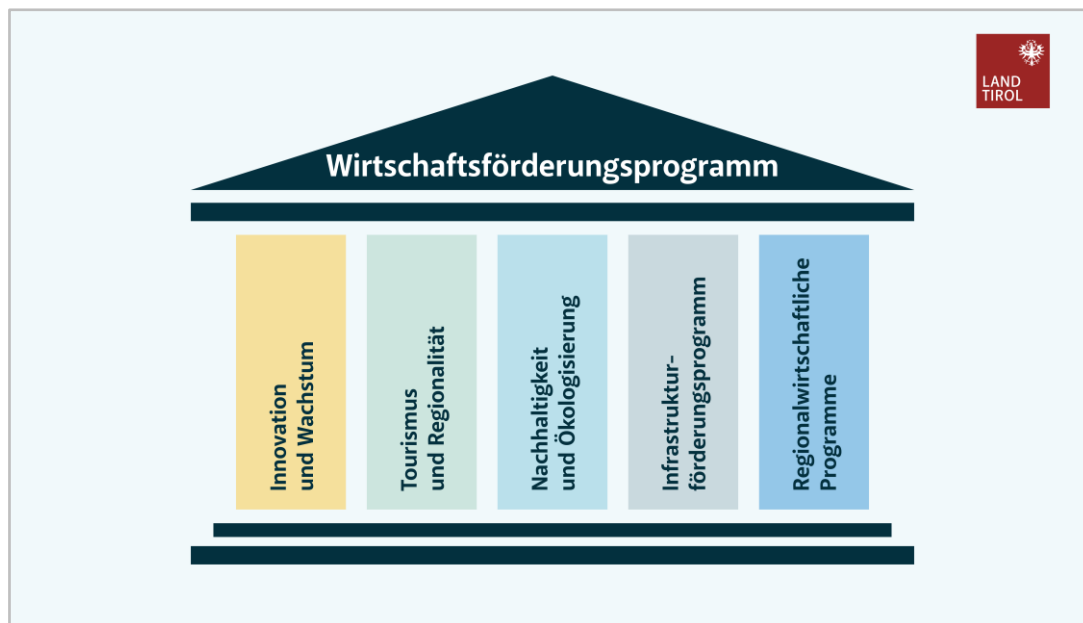 LAND
TIROL
Wirtschaftsförderungsprogramm
Innovation
und Wachstum
Tourismus
und Regionalität
Nachhaltigkeit
und Ökologisierung
Infrastruktur-
förderungsprogramm
Regionalwirtschaftliche
Programme